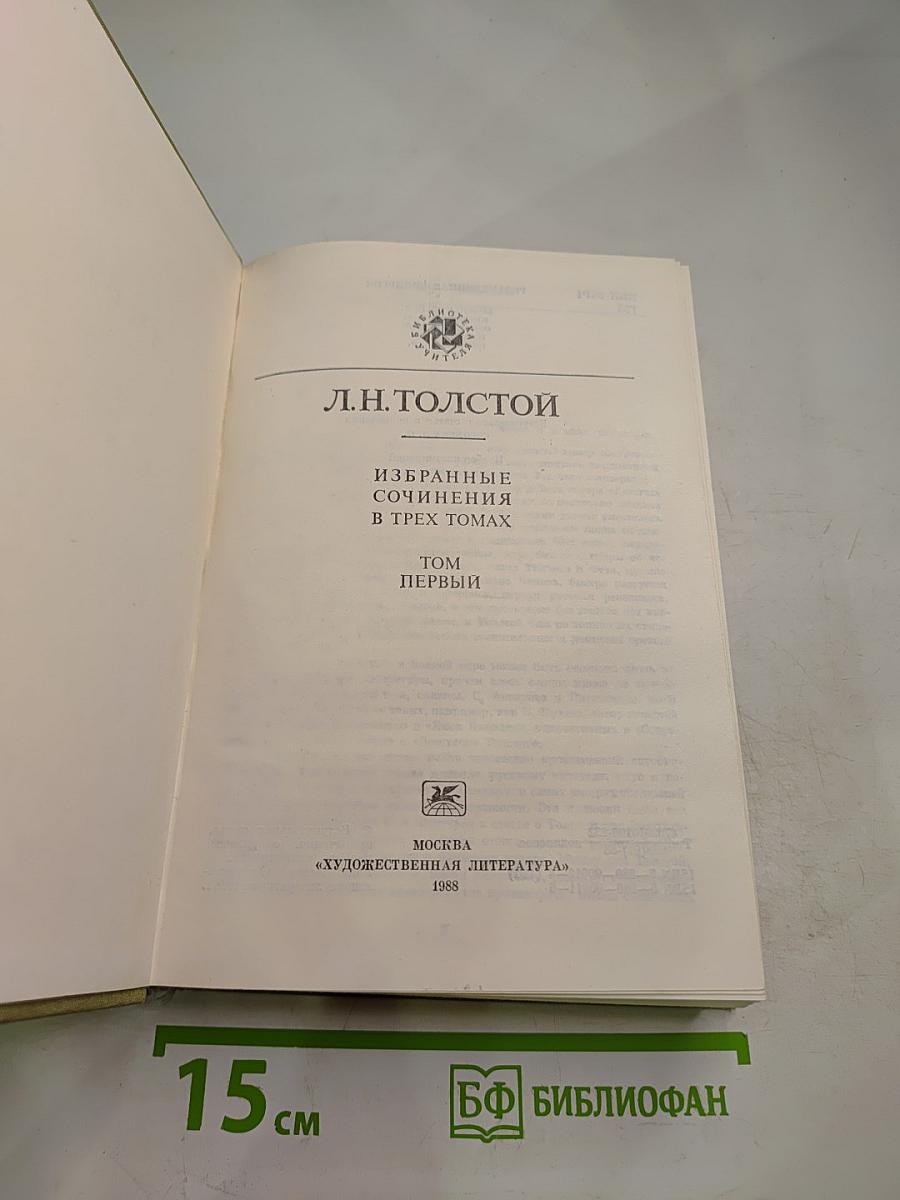 БИБЛИОТЕКА
УЧИТЕЛЯ
Л.Н.ТОЛСТОЙ
ИЗБРАННЫЕ
СОЧИНЕНИЯ
В ТРЕХ ТОМАХ
ТОМ
ПЕРВЫЙ
МОСКВА
«ХУДОЖЕСТВЕННАЯ ЛИТЕРАТУРА»
1988
15 см
БФ БИБЛИОФАН